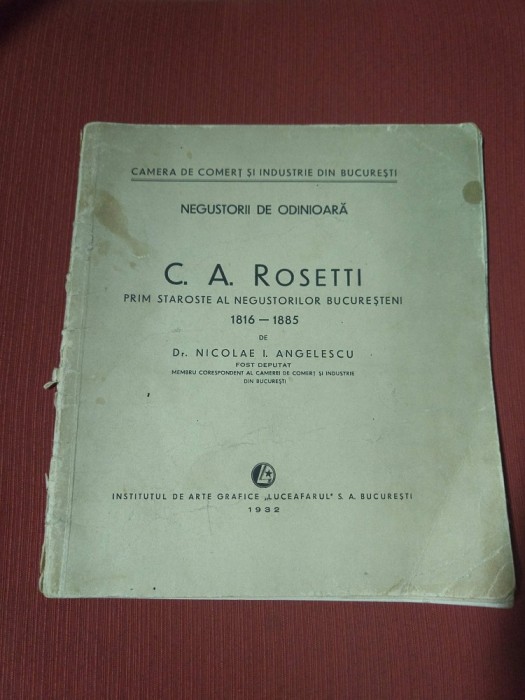 CAMERA DE COMERȚ ȘI INDUSTRIE DIN BUCUREȘTI
NEGUSTORII DE ODINIOARĂ
C. A. ROSETTI
PRIM STAROSTE AL NEGUSTORILOR BUCUREȘTENI
1816 — 1885
DE
Dr. NICOLAE I. ANGELESCU
FOST DEPUTAT
MEMBRU CORESPONDENT AL CAMEREI DE COMERȚ ȘI INDUSTRIE
DIN BUCUREȘTI
INSTITUTUL DE ARTE GRAFICE „LUCEAFARUL" S. A. BUCUREȘTI
1932